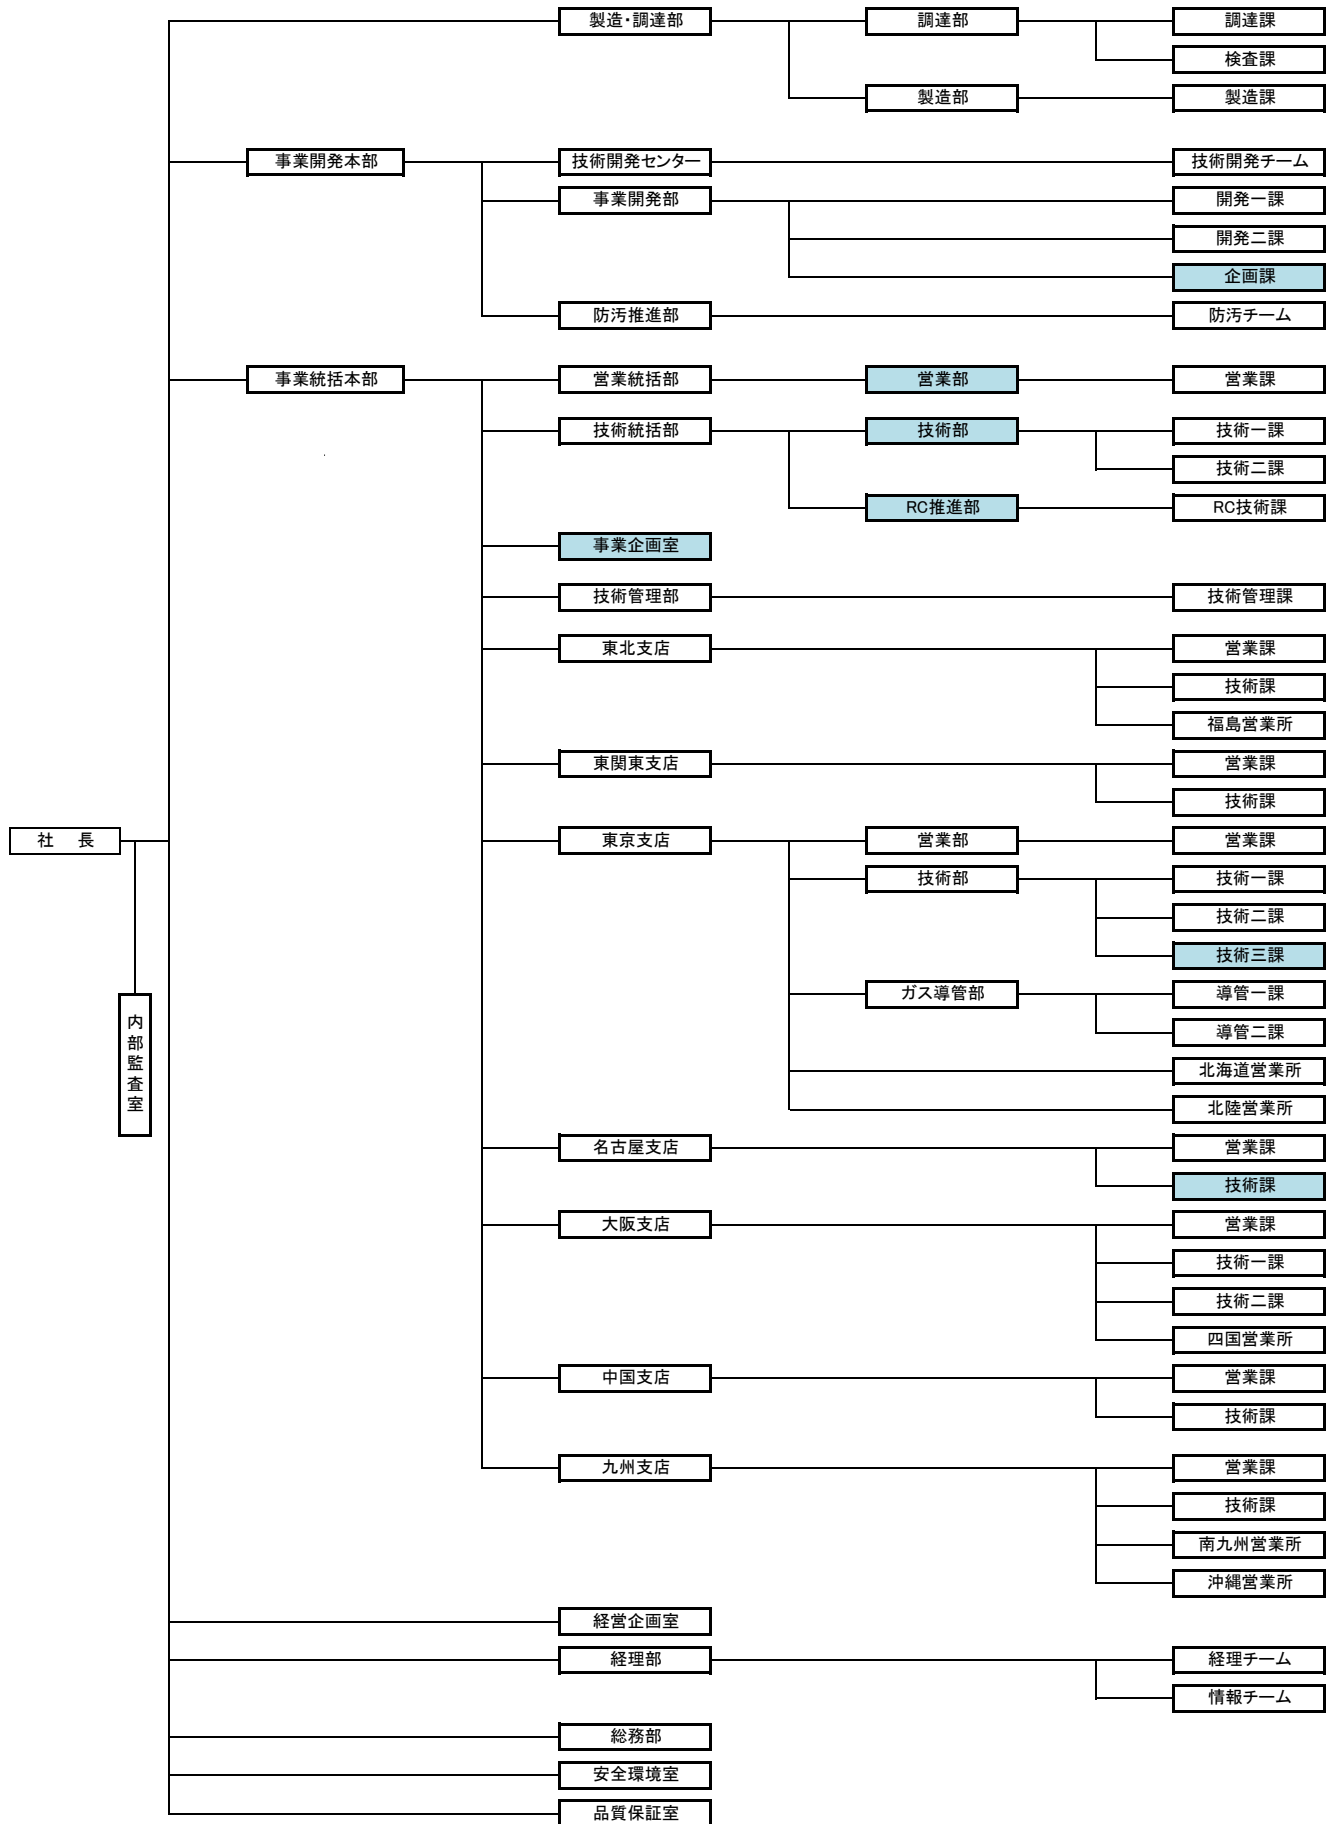 製造・調達部 調達部 調達課
検査課
製造部 製造課
事業開発本部 技術開発センター 技術開発チーム
事業開発部 開発一課
開発二課
企画課
防汚推進部 防汚チーム
事業統括本部 営業統括部 営業部 営業課
技術統括部 技術部 技術一課
技術二課
RC推進部 RC技術課
事業企画室
技術管理部 技術管理課
東北支店 営業課
技術課
福島営業所
東関東支店 営業課
技術課
社 長 東京支店 営業部 営業課
技術部 技術一課
技術二課
技術三課
ガス導管部 導管一課
内部監査室
導管二課
北海道営業所
北陸営業所
名古屋支店 営業課
技術課
大阪支店 営業課
技術一課
技術二課
四国営業所
中国支店 営業課
技術課
九州支店 営業課
技術課
南九州営業所
沖縄営業所
経営企画室
経理部 経理チーム
情報チーム
総務部
安全環境室
品質保証室